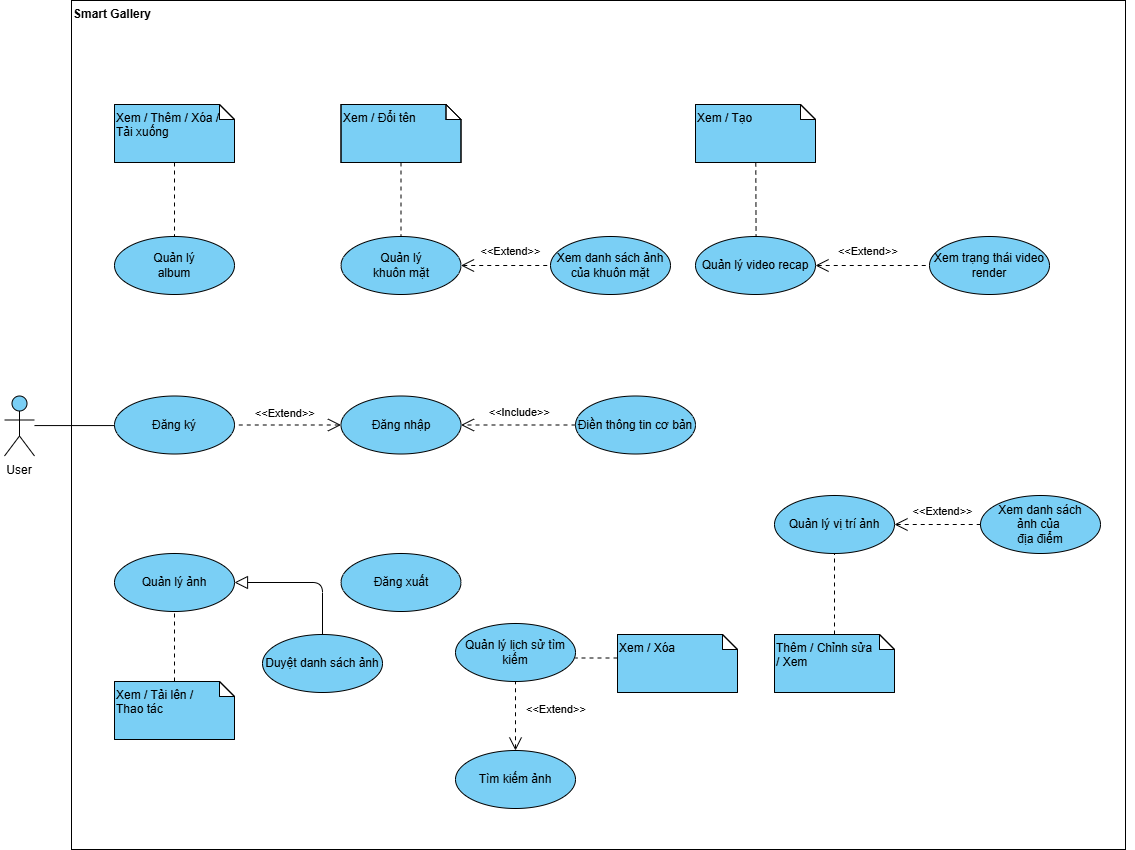 Smart Gallery
Xem / Thêm / Xóa /
Tải xuống
Xem / Đổi tên
Xem / Tạo
Quản lý
album
Quản lý
khuôn mặt
<<Extend>>
Xem danh sách ảnh
của khuôn mặt
Quản lý video recap
<<Extend>>
Xem trạng thái video
render
User
Đăng ký
<<Extend>>
Đăng nhập
<<Include>>
Điền thông tin cơ bản
Quản lý vị trí ảnh
<<Extend>>
Xem danh sách
ảnh của
địa điểm
Quản lý ảnh
Đăng xuất
Duyệt danh sách ảnh
Quản lý lịch sử tìm
kiếm
Xem / Xóa
Thêm / Chỉnh sửa
/ Xem
Xem / Tải lên /
Thao tác
<<Extend>>
Tìm kiếm ảnh